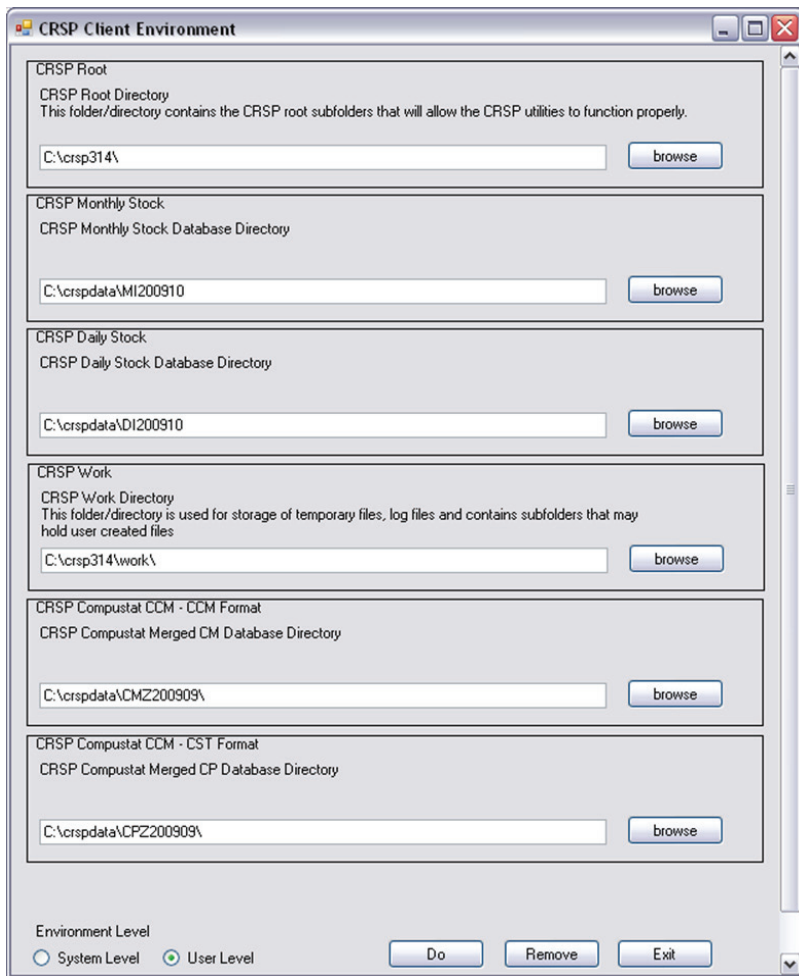 CRSP Client Environment
CRSP Root
CRSP Root Directory
This folder/directory contains the CRSP root subfolders that will allow the CRSP utilities to function properly.
C:\crsp314\
browse
CRSP Monthly Stock
CRSP Monthly Stock Database Directory
C:\crspdata\MI200910
browse
CRSP Daily Stock
CRSP Daily Stock Database Directory
C:\crspdata\DI200910
browse
CRSP Work
CRSP Work Directory
This folder/directory is used for storage of temporary files, log files and contains subfolders that may
hold user created files
C:\crsp314\work\
browse
CRSP Compustat CCM - CCM Format
CRSP Compustat Merged CM Database Directory
C:\crspdata\CMZ200909\
browse
CRSP Compustat CCM - CST Format
CRSP Compustat Merged CP Database Directory
C:\crspdata\CPZ200909\
browse
Environment Level
System Level User Level Do Remove Exit